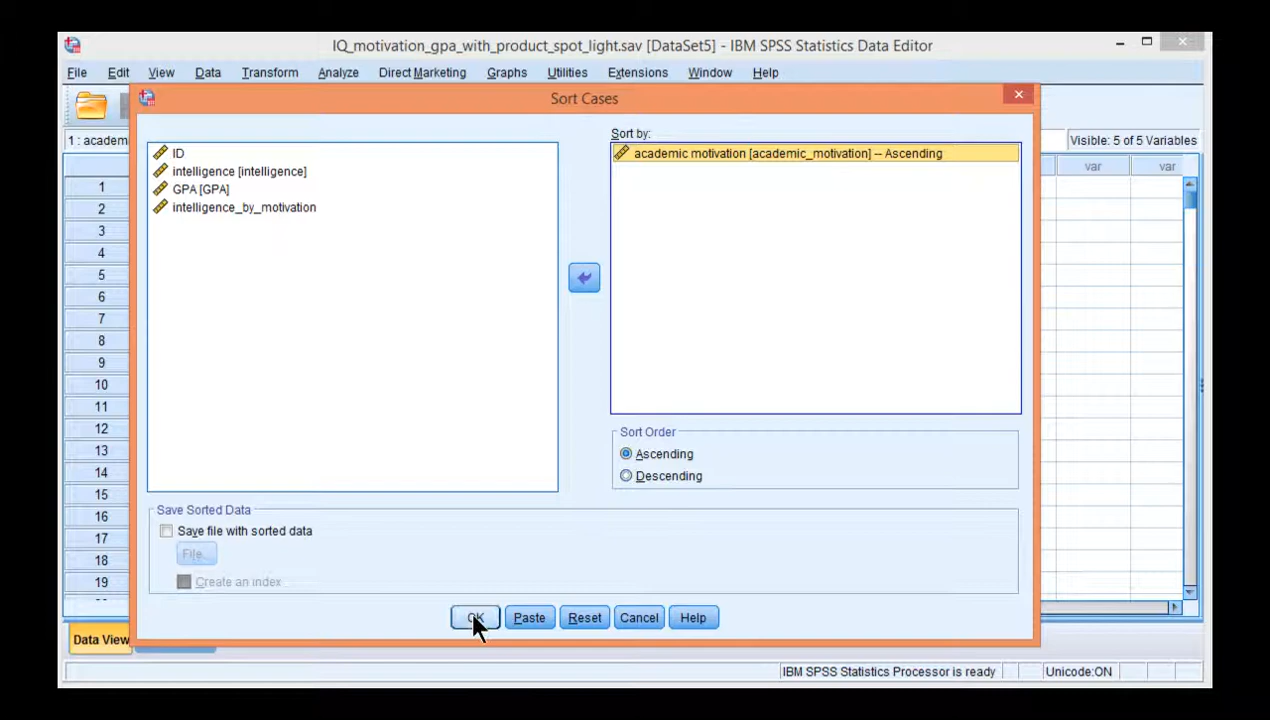 IQ_motivation_gpa_with_product_spot_light.sav [DataSet5] - IBM SPSS Statistics Data Editor
File Edit View Data Transform Analyze Direct Marketing Graphs Utilities Extensions Window Help
Sort Cases
1 : academ
Visible: 5 of 5 Variables
Sort by:
ID
intelligence [intelligence]
GPA [GPA]
intelligence_by_motivation
academic motivation [academic_motivation] -- Ascending
var var
1
2
3
4
5
6
7
8
9
10
11
12
13
14
15
16
17
18
19
Sort Order
Ascending
Descending
Save Sorted Data
Save file with sorted data
File...
Create an index
OK Paste Reset Cancel Help
Data View
IBM SPSS Statistics Processor is ready
Unicode:ON